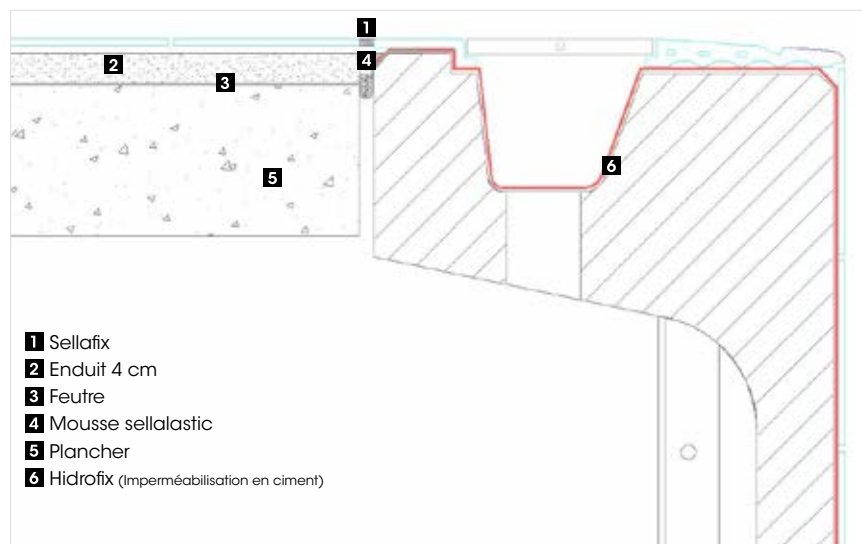 1
4
2
3
5
6
1 Sellafix
2 Enduit 4 cm
3 Feutre
4 Mousse sellalastic
5 Plancher
6 Hidrofix (Imperméabilisation en ciment)